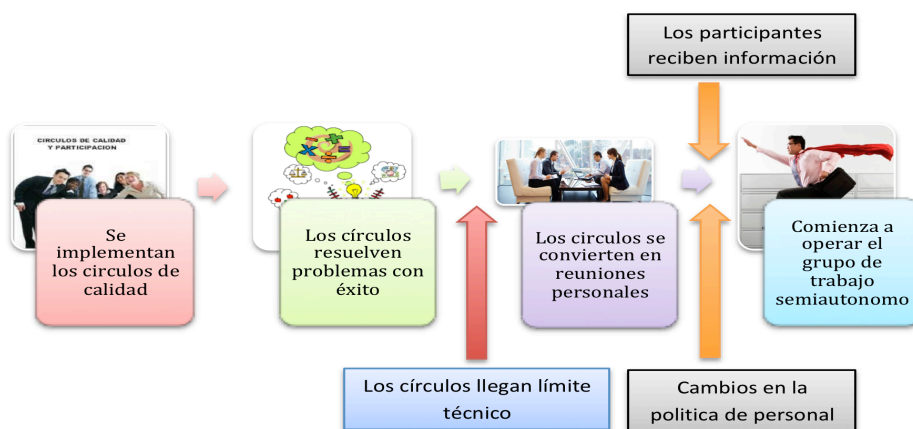 Los participantes
reciben información
CIRCULOS DE CALIDAD
Y PARTICIPACION
Se
implementan
los circulos de
calidad
Los círculos
resuelven
problemas con
éxito
Los circulos se
convierten en
reuniones
personales
Comienza a
operar el
grupo de
trabajo
semiautonomo
Los círculos llegan límite
técnico
Cambios en la
politica de personal